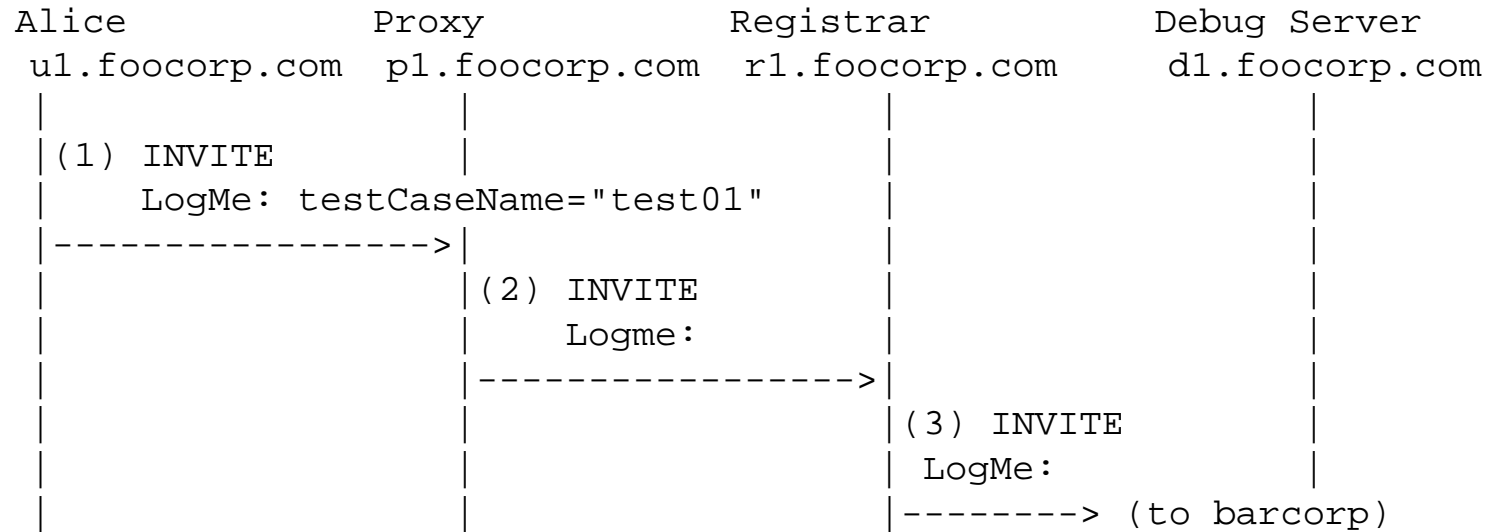 Alice Proxy Registrar Debug Server
u1.foocorp.com p1.foocorp.com r1.foocorp.com d1.foocorp.com
| | | |
|(1) INVITE | | |
| LogMe: testCaseName="test01" | |
|----------------->| | |
| |(2) INVITE | |
| | Logme: | |
| |----------------->| |
| | |(3) INVITE |
| | | LogMe: |
| | |--------> (to barcorp)